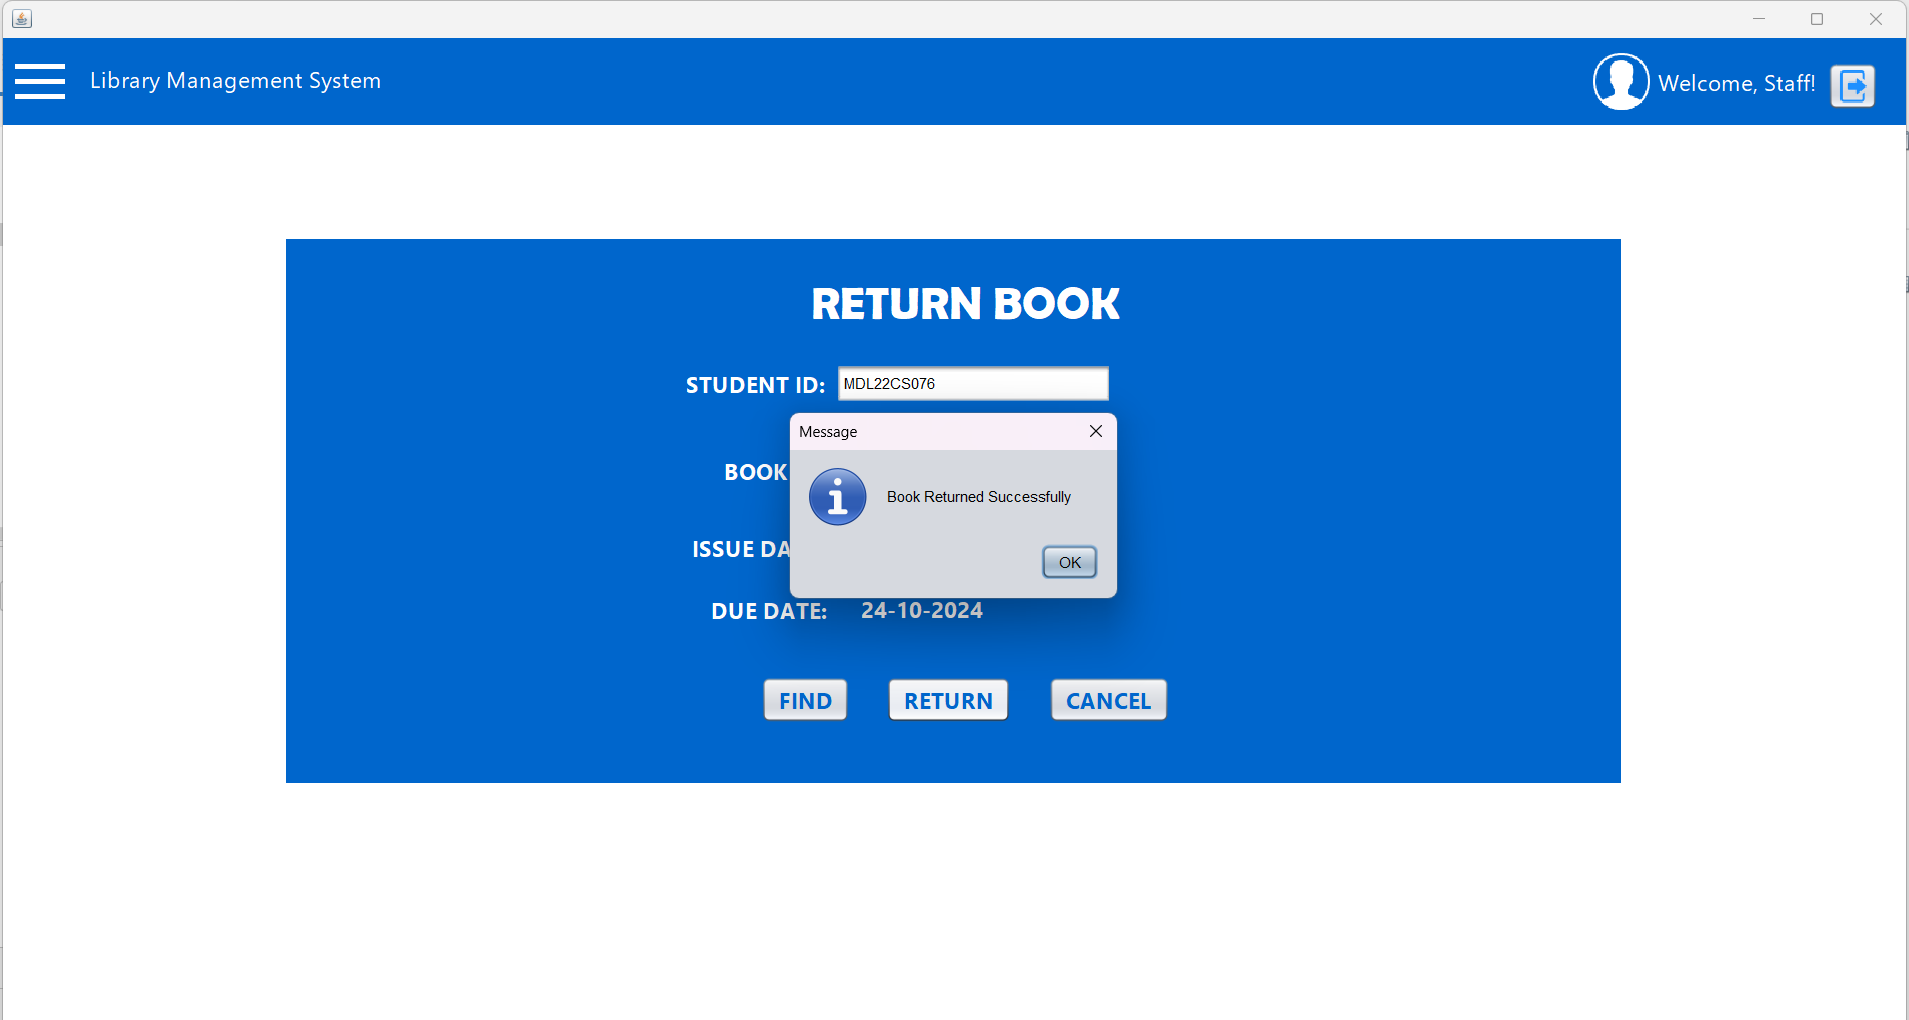 Library Management System
Welcome, Staff!
RETURN BOOK
STUDENT ID: MDL22CS076
Message
BOOK
Book Returned Successfully
ISSUE DA
OK
DUE DATE: 24-10-2024
FIND RETURN CANCEL